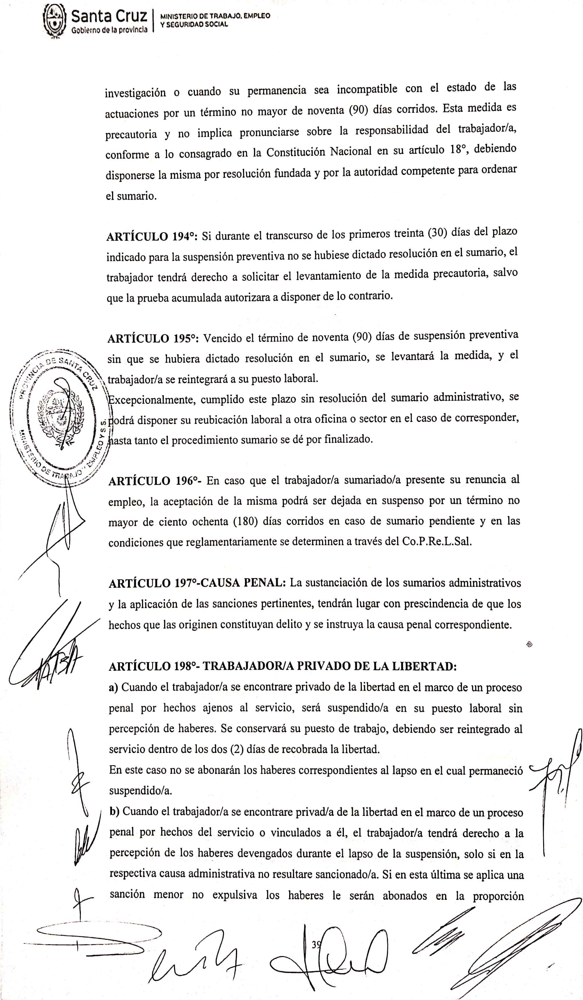 Santa Cruz
Gobierno de la provincia
MINISTERIO DE TRABAJO, EMPLEO
Y SEGURIDAD SOCIAL
investigación o cuando su permanencia sea incompatible con el estado de las
actuaciones por un término no mayor de noventa (90) días corridos. Esta medida es
precautoria y no implica pronunciarse sobre la responsabilidad del trabajador/a,
conforme a lo consagrado en la Constitución Nacional en su artículo 18°, debiendo
disponerse la misma por resolución fundada y por la autoridad competente para ordenar
el sumario.
ARTÍCULO 194°: Si durante el transcurso de los primeros treinta (30) días del plazo
indicado para la suspensión preventiva no se hubiese dictado resolución en el sumario, el
trabajador tendrá derecho a solicitar el levantamiento de la medida precautoria, salvo
que la prueba acumulada autorizara a disponer de lo contrario.
ARTÍCULO 195°: Vencido el término de noventa (90) días de suspensión preventiva
sin que se hubiera dictado resolución en el sumario, se levantará la medida, y el
trabajador/a se reintegrará a su puesto laboral.
Excepcionalmente, cumplido este plazo sin resolución del sumario administrativo, se
podrá disponer su reubicación laboral a otra oficina o sector en el caso de corresponder,
hasta tanto el procedimiento sumario se dé por finalizado.
PROVINCIA DE SANTA CRUZ
MINISTERIO DE TRABAJO EMPLEO Y S.S.
ARTÍCULO 196°- En caso que el trabajador/a sumariado/a presente su renuncia al
empleo, la aceptación de la misma podrá ser dejada en suspenso por un término no
mayor de ciento ochenta (180) días corridos en caso de sumario pendiente y en las
condiciones que reglamentariamente se determinen a través del Co.P.Re.L.Sal.
ARTÍCULO 197°-CAUSA PENAL: La sustanciación de los sumarios administrativos
y la aplicación de las sanciones pertinentes, tendrán lugar con prescindencia de que los
hechos que las originen constituyan delito y se instruya la causa penal correspondiente.
ARTÍCULO 198°- TRABAJADOR/A PRIVADO DE LA LIBERTAD:
a) Cuando el trabajador/a se encontrare privado de la libertad en el marco de un proceso
penal por hechos ajenos al servicio, será suspendido/a en su puesto laboral sin
percepción de haberes. Se conservará su puesto de trabajo, debiendo ser reintegrado al
servicio dentro de los dos (2) días de recobrada la libertad.
En este caso no se abonarán los haberes correspondientes al lapso en el cual permaneció
suspendido/a.
b) Cuando el trabajador/a se encontrare privad/a de la libertad en el marco de un proceso
penal por hechos del servicio o vinculados a él, el trabajador/a tendrá derecho a la
percepción de los haberes devengados durante el lapso de la suspensión, solo si en la
respectiva causa administrativa no resultare sancionado/a. Si en esta última se aplica una
sanción menor no expulsiva los haberes le serán abonados en la proporción
39